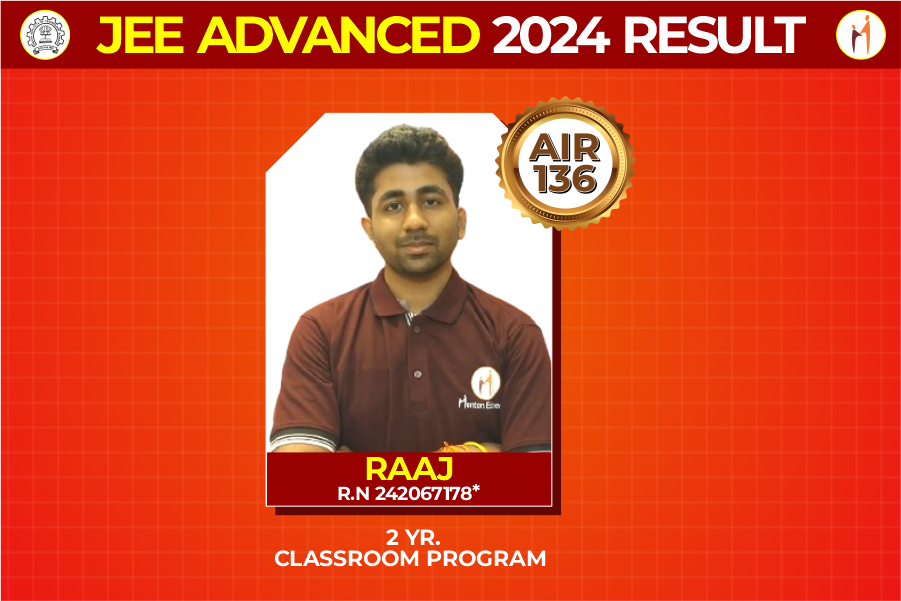 JEE ADVANCED 2024 RESULT
AIR
136
RAAJ
R.N 242067178*
2 YR.
CLASSROOM PROGRAM